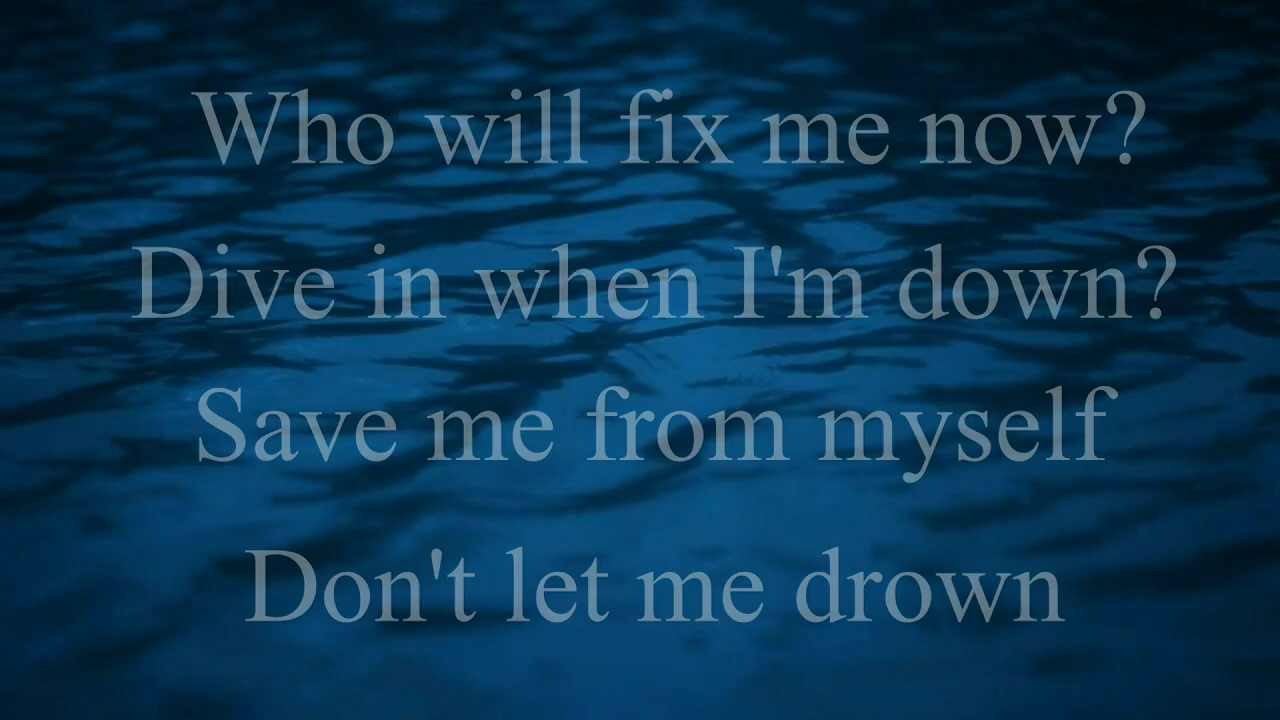 Who will fix me now?
Dive in when I'm down?
Save me from myself
Don't let me drown